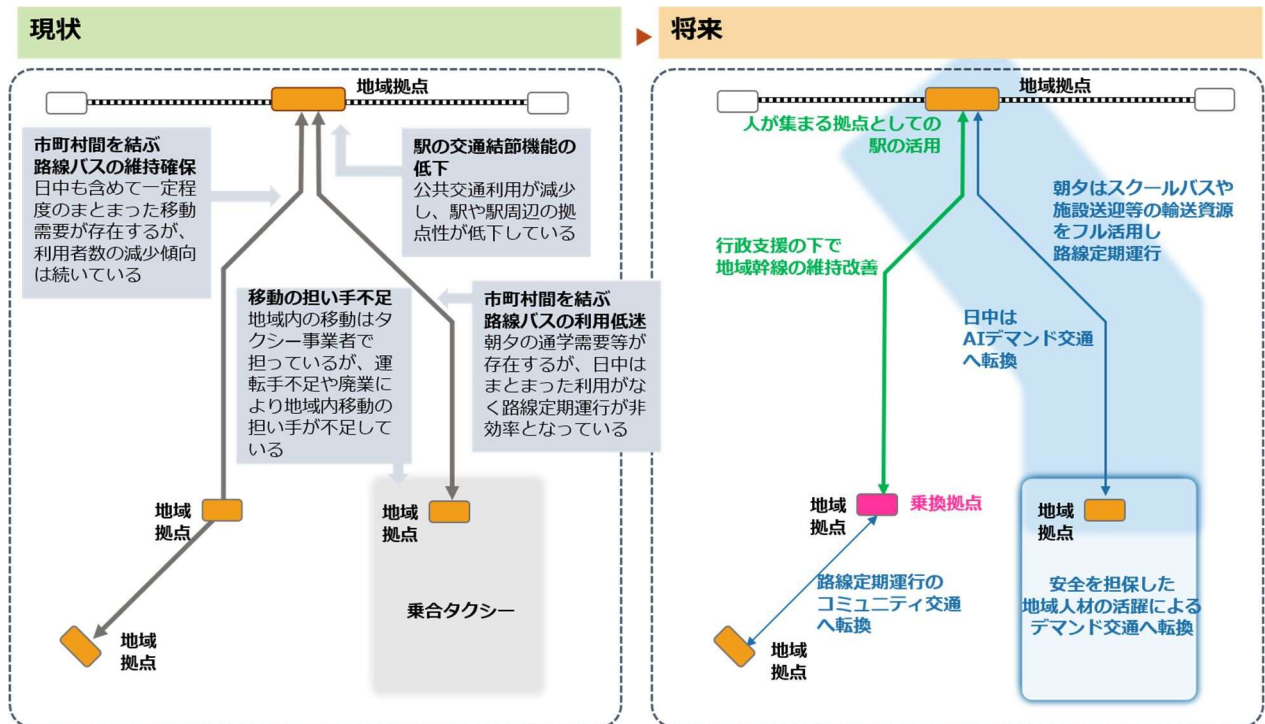 現状
将来
地域拠点
市町村間を結ぶ
路線バスの維持確保
日中も含めて一定程
度のまとまった移動
需要が存在するが、
利用者数の減少傾向
は続いている
駅の交通結節機能の
低下
公共交通利用が減少
し、駅や駅周辺の拠
点性が低下している
移動の担い手不足
地域内の移動はタ
クシー事業者で
担っているが、運
転手不足や廃業に
より地域内移動の
担い手が不足して
いる
市町村間を結ぶ
路線バスの利用低迷
朝夕の通学需要等が
存在するが、日中は
まとまった利用がな
く路線定期運行が非
効率となっている
地域
拠点
地域
拠点
乗合タクシー
地域
拠点
地域拠点
人が集まる拠点としての
駅の活用
朝夕はスクールバスや
施設送迎等の輸送資源
をフル活用し
路線定期運行
行政支援の下で
地域幹線の維持改善
日中は
AIデマンド交通
へ転換
地域
拠点
乗換拠点
地域
拠点
路線定期運行の
コミュニティ交通
へ転換
安全を担保した
地域人材の活躍による
デマンド交通へ転換
地域
拠点